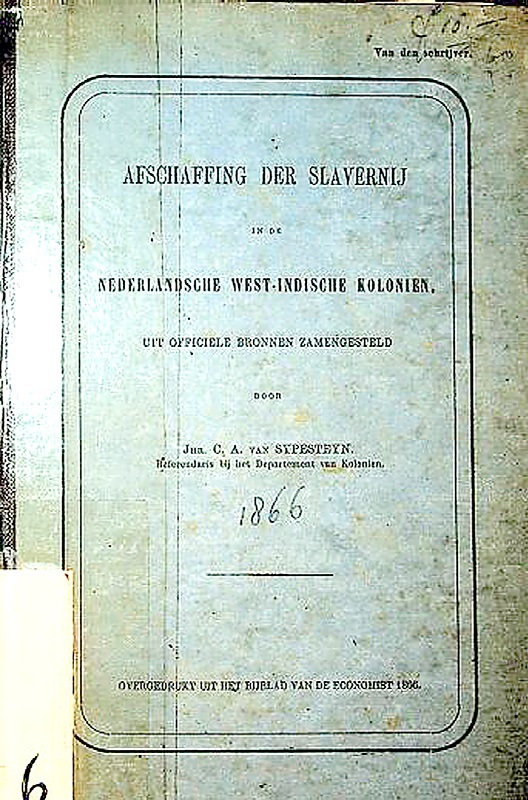 Van den schrijver.
AFSCHAFFING DER SLAVERNIJ
IN DE
NEDERLANDSCHE WEST-INDISCHE KOLONIEN,
UIT OFFICIELE BRONNEN ZAMENGESTELD
DOOR
JHR. C. A. VAN SYPESTEYN.
Referendaris bij het Departement van Kolonien.
1866
OVERGEDRUKT UIT HET BIJBLAD VAN DE ECONOMIST 1866.
6